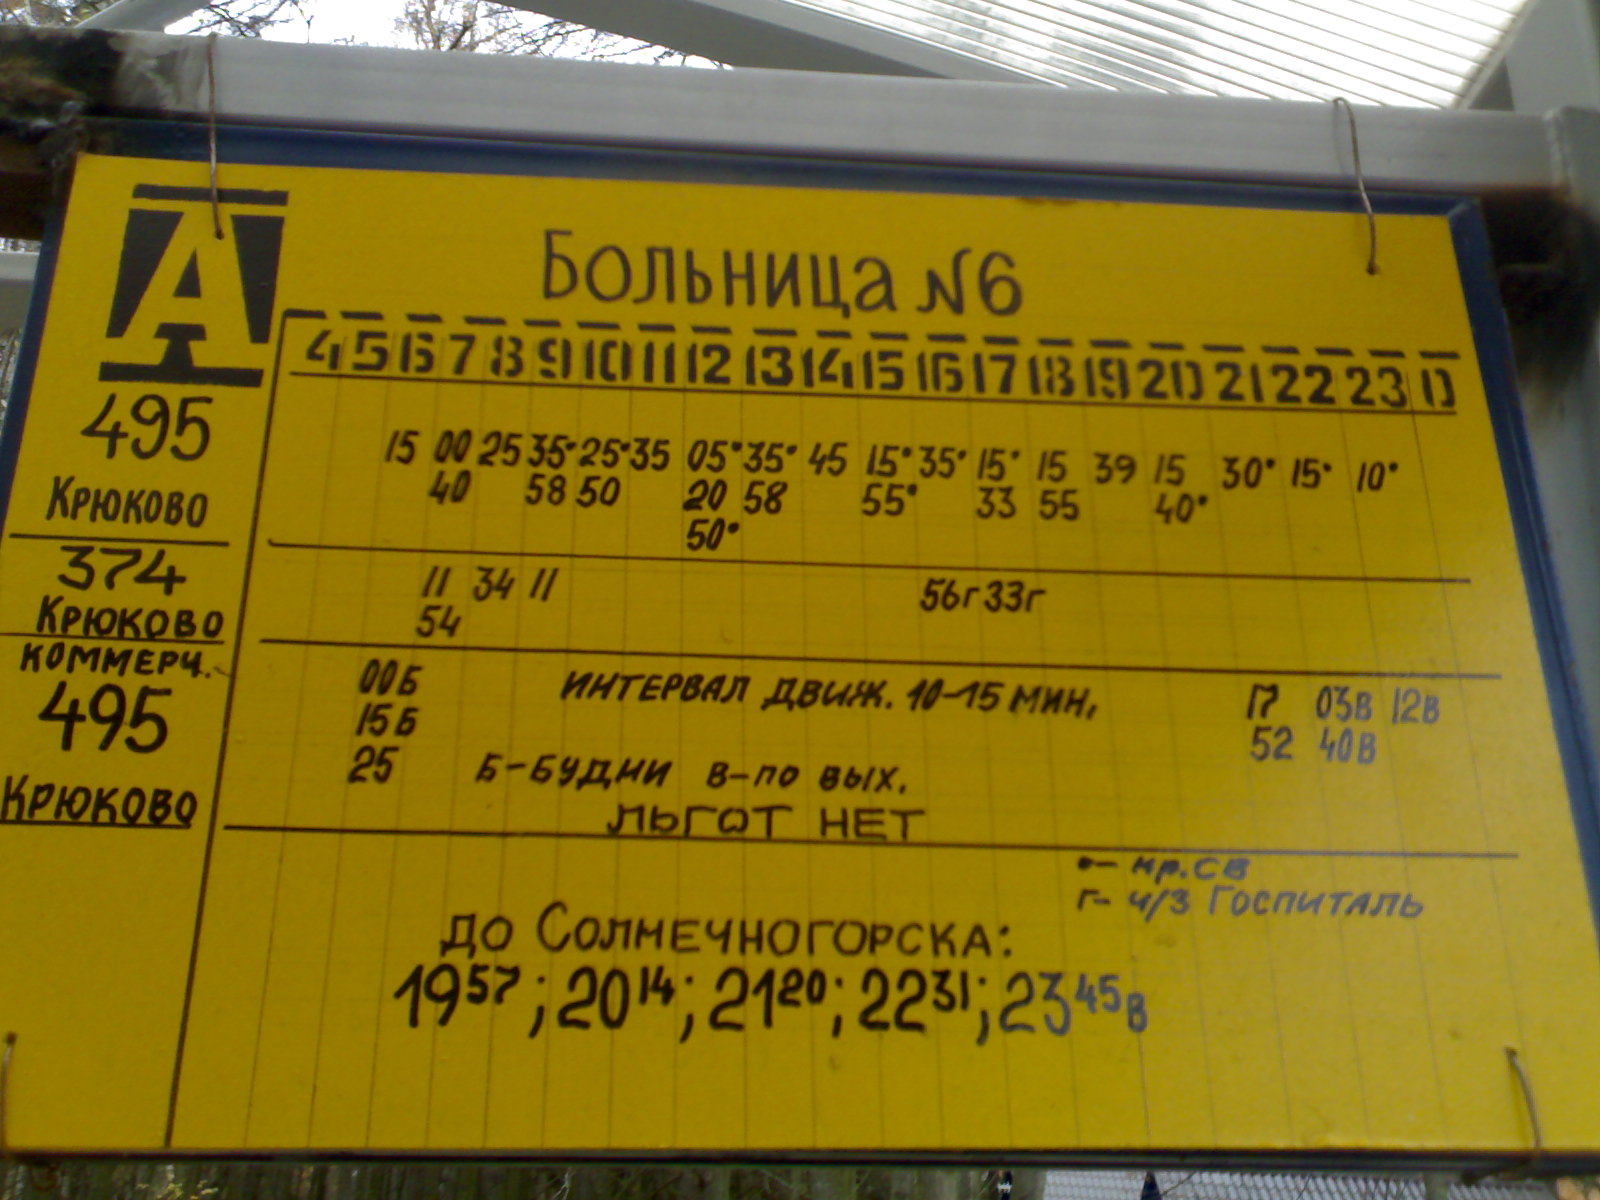 А
Больница №6
4 5 6 7 8 9 10 11 12 13 14 15 16 17 18 19 20 21 22 23 0
495
Крюково
15 00 25 35• 25• 35 05• 35• 45 15• 35• 15• 15 39 15 30• 15• 10•
40 58 50 20 58 55• 33 55 40•
50•
374
Крюково
11 34 11 56г 33г
54
КОММЕРЧ.
495
Крюково
00Б ИНТЕРВАЛ ДВИЖ. 10-15 МИН, 17 03В 12В
15Б 52 40В
25 Б-БУДНИ В-ПО ВЫХ.
ЛЬГОТ НЕТ
•- кр.СВ
Г- ч/з Госпиталь
ДО СОЛНЕЧНОГОРСКА:
19 57; 20 14; 21 20; 22 31; 23 45 В